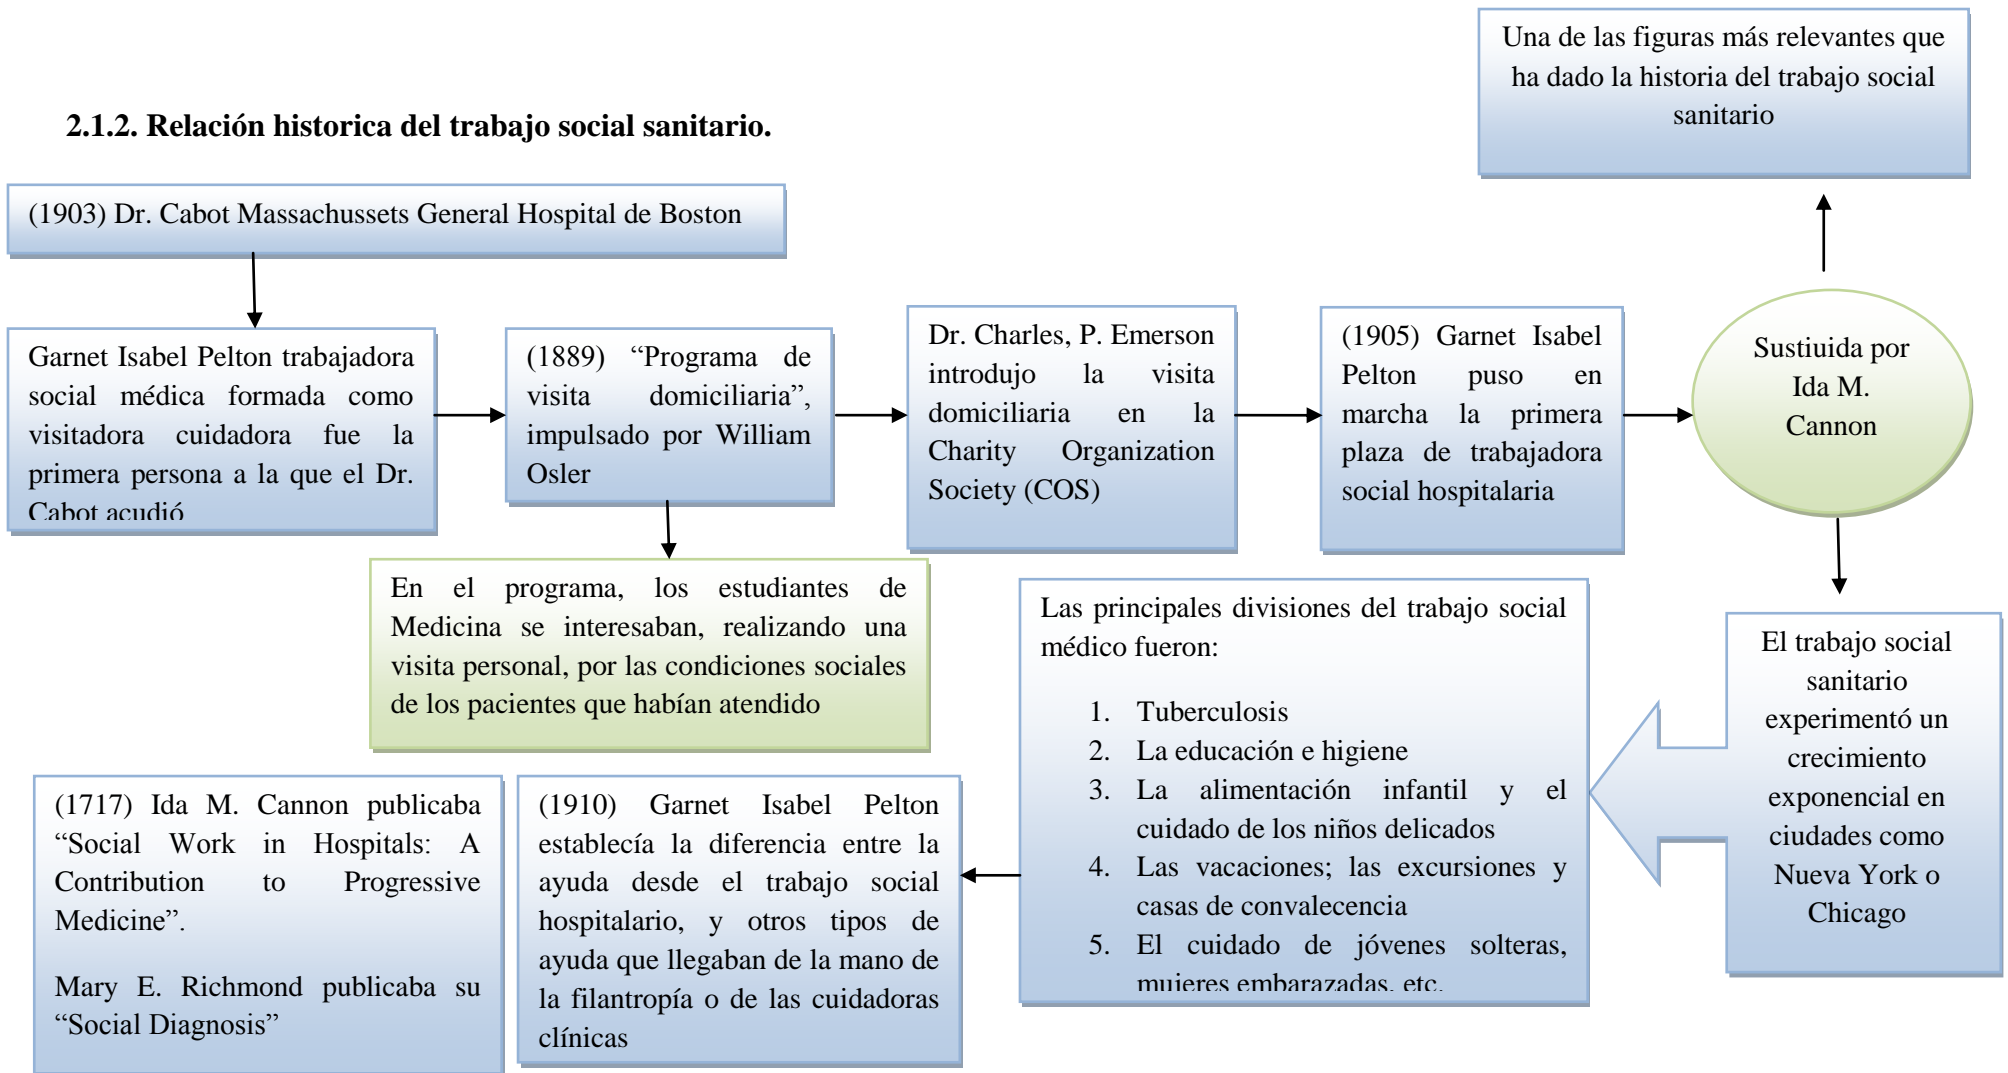 2.1.2. Relación historica del trabajo social sanitario.
Una de las figuras más relevantes que
ha dado la historia del trabajo social
sanitario
(1903) Dr. Cabot Massachussets General Hospital de Boston
Garnet Isabel Pelton trabajadora
social médica formada como
visitadora cuidadora fue la
primera persona a la que el Dr.
Cabot acudió
(1889) “Programa de
visita domiciliaria”,
impulsado por William
Osler
Dr. Charles, P. Emerson
introdujo la visita
domiciliaria en la
Charity Organization
Society (COS)
(1905) Garnet Isabel
Pelton puso en
marcha la primera
plaza de trabajadora
social hospitalaria
Sustiuida por
Ida M.
Cannon
En el programa, los estudiantes de
Medicina se interesaban, realizando una
visita personal, por las condiciones sociales
de los pacientes que habían atendido
El trabajo social
sanitario
experimentó un
crecimiento
exponencial en
ciudades como
Nueva York o
Chicago
Las principales divisiones del trabajo social
médico fueron:
1. Tuberculosis
2. La educación e higiene
3. La alimentación infantil y el
cuidado de los niños delicados
4. Las vacaciones; las excursiones y
casas de convalecencia
5. El cuidado de jóvenes solteras,
mujeres embarazadas, etc.
(1910) Garnet Isabel Pelton
establecía la diferencia entre la
ayuda desde el trabajo social
hospitalario, y otros tipos de
ayuda que llegaban de la mano de
la filantropía o de las cuidadoras
clínicas
(1717) Ida M. Cannon publicaba
“Social Work in Hospitals: A
Contribution to Progressive
Medicine”.
Mary E. Richmond publicaba su
“Social Diagnosis”